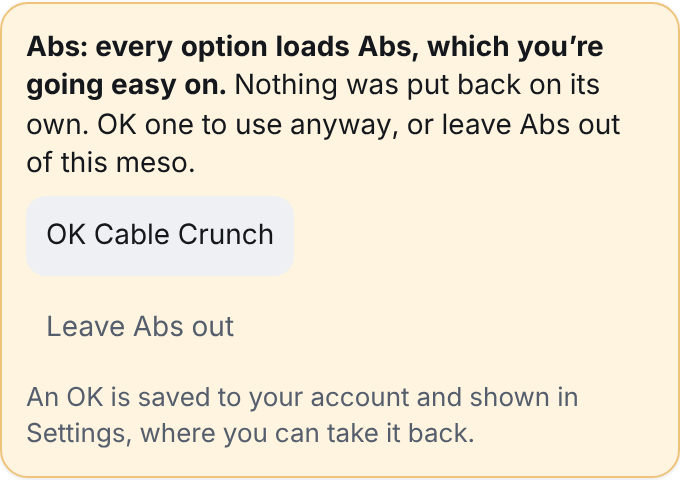 Abs: every option loads Abs, which you’re
going easy on. Nothing was put back on its
own. OK one to use anyway, or leave Abs out
of this meso.
OK Cable Crunch
Leave Abs out
An OK is saved to your account and shown in
Settings, where you can take it back.